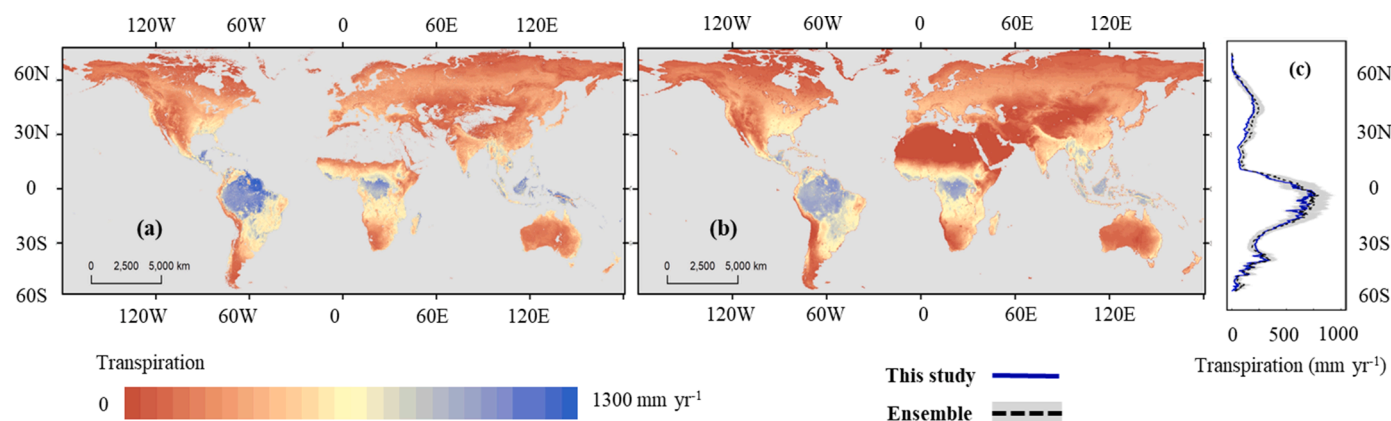 120W 60W 0 60E 120E
120W 60W 0 60E 120E
60N
30N
0
30S
60S
(a)
0 2,500 5,000 km
(b)
0 2,500 5,000 km
(c)
60N
30N
0
30S
60S
120W 60W 0 60E 120E
120W 60W 0 60E 120E
0 500 1000
Transpiration (mm yr-1)
Transpiration
0 1300 mm yr-1
This study
Ensemble